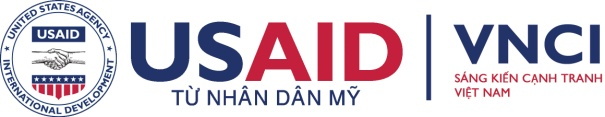 UNITED STATES AGENCY
USAID
INTERNATIONAL DEVELOPMENT
USAID
TỪ NHÂN DÂN MỸ
VNCI
SÁNG KIẾN CẠNH TRANH
VIỆT NAM